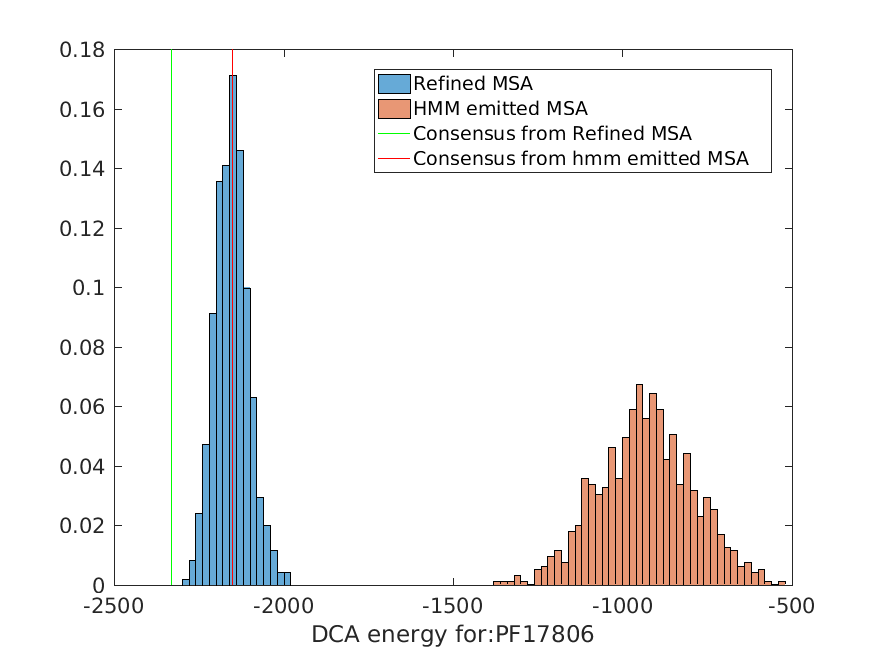 0.18
0.16
0.14
0.12
0.1
0.08
0.06
0.04
0.02
0
Refined MSA
HMM emitted MSA
Consensus from Refined MSA
Consensus from hmm emitted MSA
-2500 -2000 -1500 -1000 -500
DCA energy for:PF17806